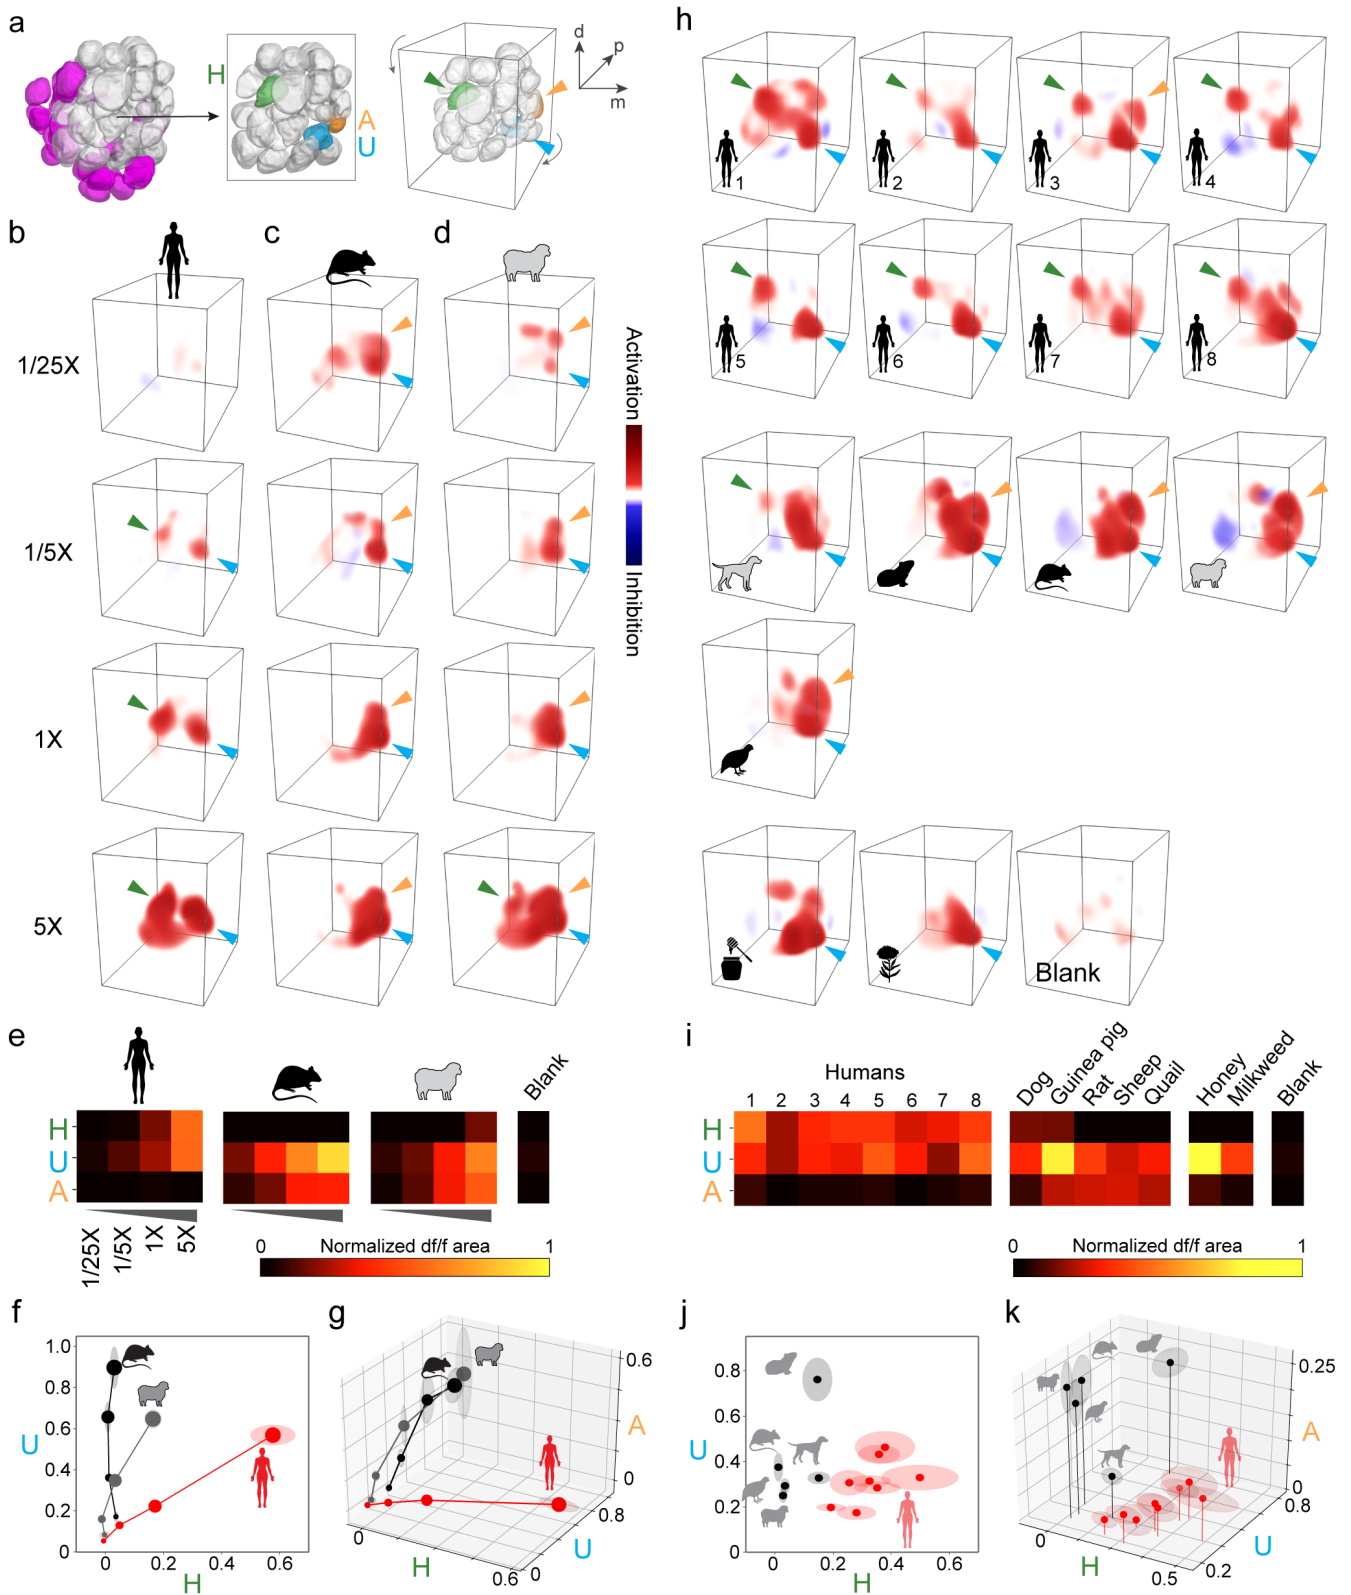 a
H
A
U
d
p
m
b
c
d
1/25X
1/5X
1X
5X
Activation
Inhibition
e
Blank
H
U
A
1/25X
1/5X
1X
5X
0
Normalized df/f area
1
f
1.0
0.8
0.6
0.4
0.2
0
U
0
0.2
0.4
0.6
H
g
0.6
A
0
0.8
U
0
0
H
0.6
h
1
2
3
4
5
6
7
8
Blank
i
Humans
1 2 3 4 5 6 7 8
Dog
Guinea pig
Rat
Sheep
Quail
Honey
Milkweed
Blank
H
U
A
0
Normalized df/f area
1
j
0.8
0.6
U
0.4
0.2
0
0
0.2
0.4
0.6
H
k
0.25
A
0
0.8
U
0.2
0
H
0.5